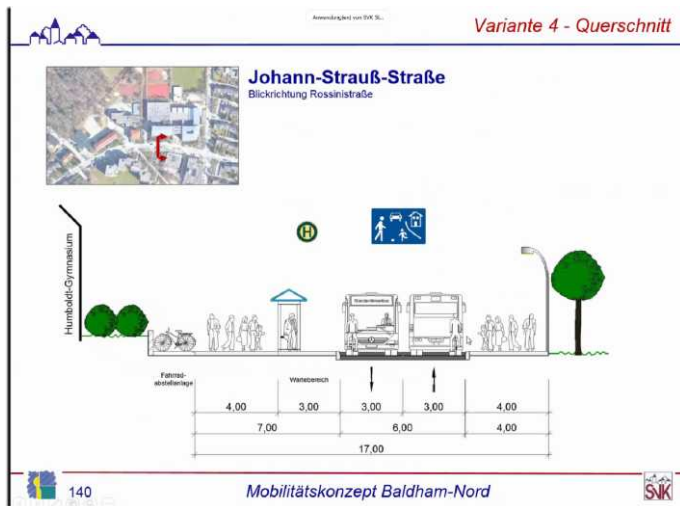 Variante 4 - Querschnitt
Johann-Strauß-Straße
Blickrichtung Rossinistraße
H
Humboldt-Gymnasium
Fahrrad-
abstellanlage
Wartebereich
4,00 3,00 3,00 3,00 4,00
7,00 6,00 4,00
17,00
140
Mobilitätskonzept Baldham-Nord
SVK